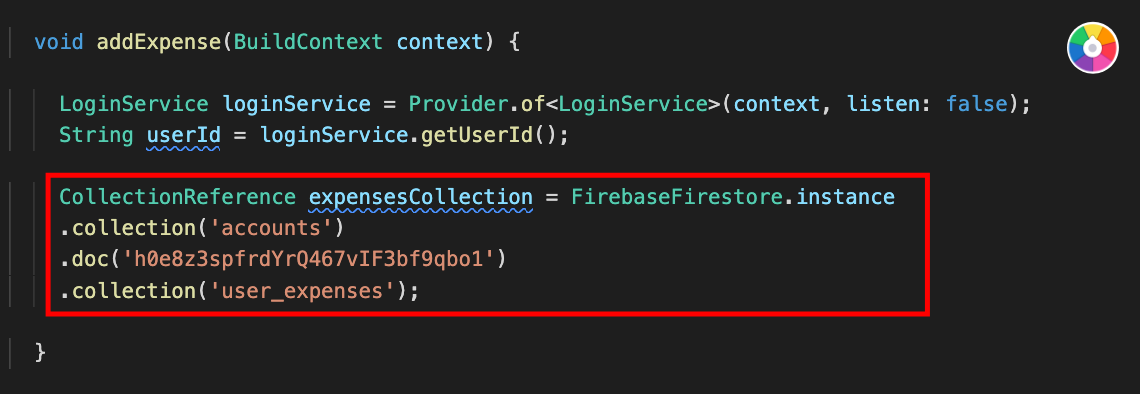 void addExpense(BuildContext context) {
LoginService loginService = Provider.of<LoginService>(context, listen: false);
String userId = loginService.getUserId();
CollectionReference expensesCollection = FirebaseFirestore.instance
.collection('accounts')
.doc('h0e8z3spfrdYrQ467vIF3bf9qbo1')
.collection('user_expenses');
}